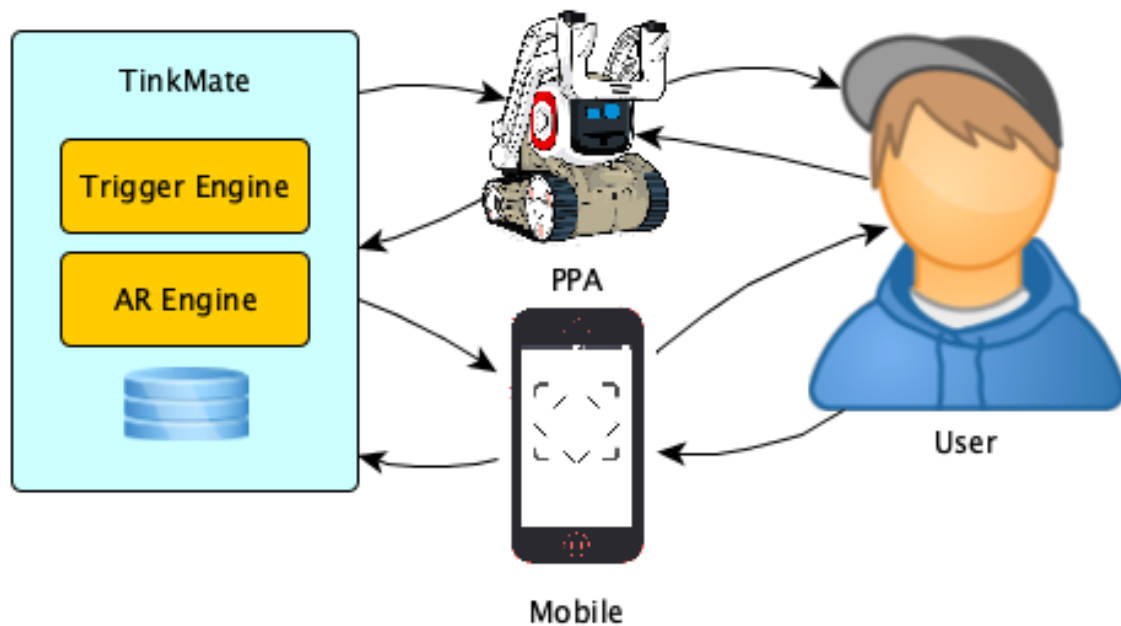 TinkMate
Trigger Engine
AR Engine
PPA
Mobile
User